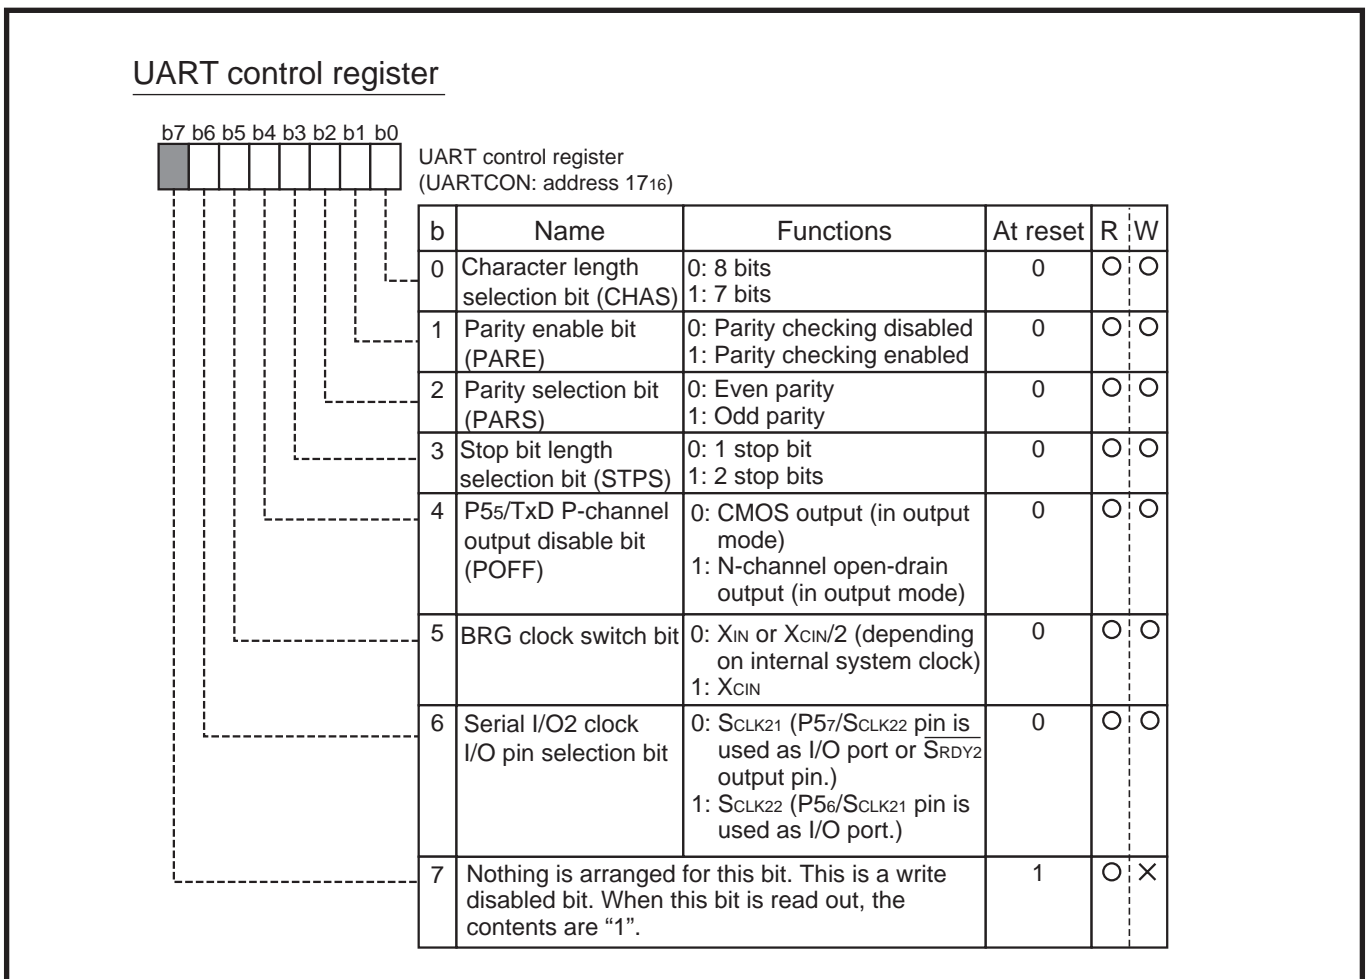 UART control register
b7 b6 b5 b4 b3 b2 b1 b0
UART control register
(UARTCON: address 1716)
b Name Functions At reset R W
0 Character length selection bit (CHAS) 0: 8 bits 1: 7 bits 0 O O
1 Parity enable bit (PARE) 0: Parity checking disabled 1: Parity checking enabled 0 O O
2 Parity selection bit (PARS) 0: Even parity 1: Odd parity 0 O O
3 Stop bit length selection bit (STPS) 0: 1 stop bit 1: 2 stop bits 0 O O
4 P55/TxD P-channel output disable bit (POFF) 0: CMOS output (in output mode) 1: N-channel open-drain output (in output mode) 0 O O
5 BRG clock switch bit 0: XIN or XCIN/2 (depending on internal system clock) 1: XCIN 0 O O
6 Serial I/O2 clock I/O pin selection bit 0: SCLK21 (P57/SCLK22 pin is used as I/O port or SRDY2 output pin.) 1: SCLK22 (P56/SCLK21 pin is used as I/O port.) 0 O O
7 Nothing is arranged for this bit. This is a write disabled bit. When this bit is read out, the contents are “1”. 1 O ×